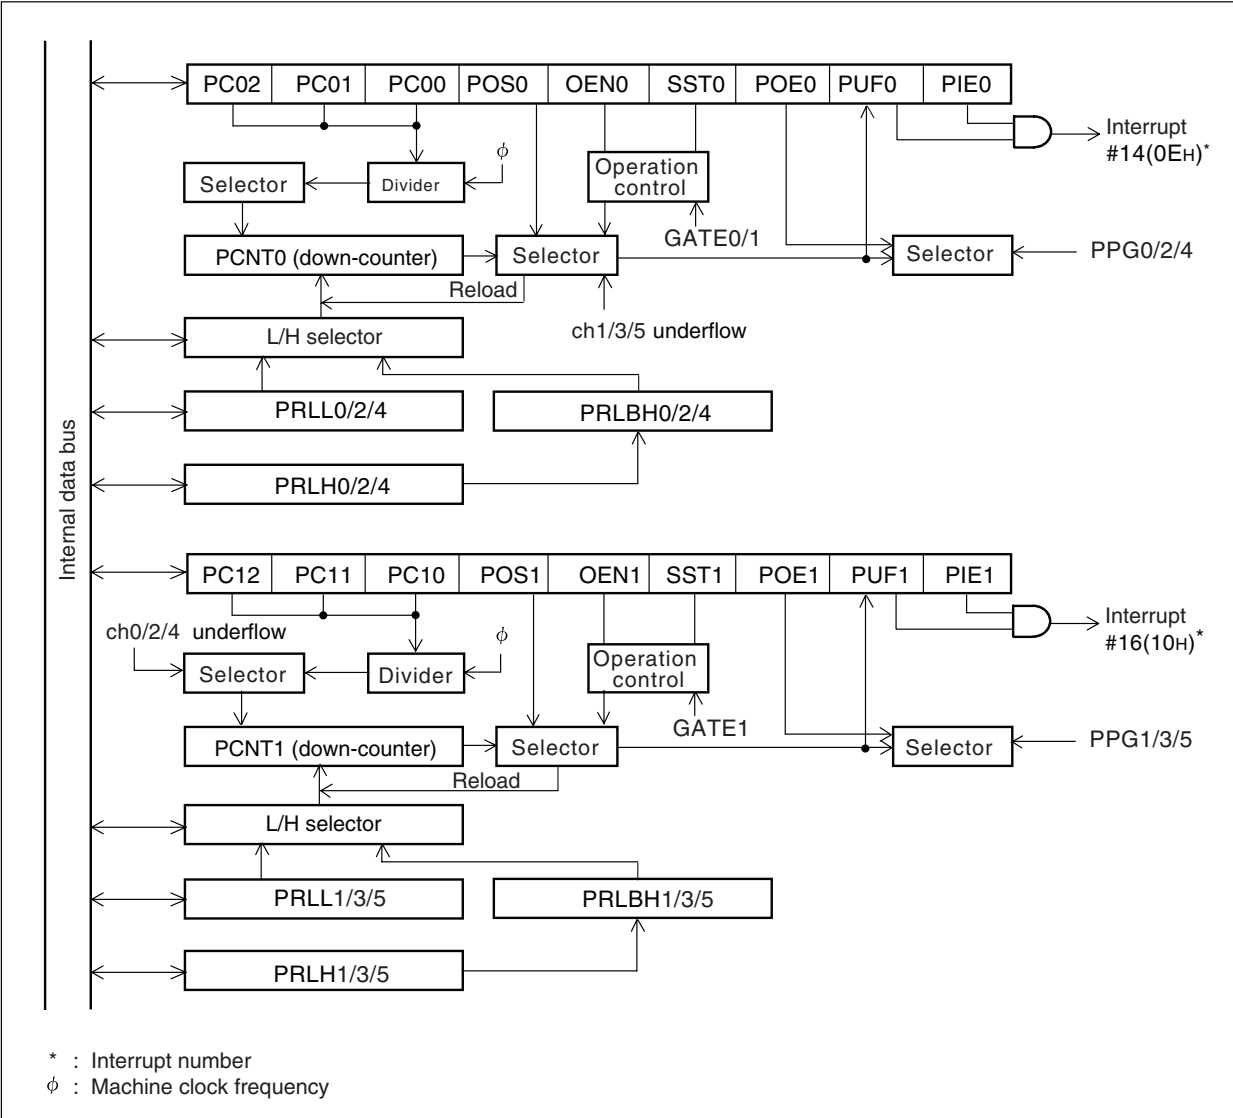 PC02 PC01 PC00 POS0 OEN0 SST0 POE0 PUF0 PIE0
Interrupt
#14(0EH)*
ϕ
Selector
Divider
Operation
control
GATE0/1
PCNT0 (down-counter)
Selector
Selector
PPG0/2/4
Reload
L/H selector
ch1/3/5 underflow
PRLL0/2/4
PRLBH0/2/4
PRLH0/2/4
Internal data bus
PC12 PC11 PC10 POS1 OEN1 SST1 POE1 PUF1 PIE1
Interrupt
#16(10H)*
ch0/2/4 underflow
ϕ
Selector
Divider
Operation
control
GATE1
PCNT1 (down-counter)
Selector
Selector
PPG1/3/5
Reload
L/H selector
PRLL1/3/5
PRLBH1/3/5
PRLH1/3/5
* : Interrupt number
ϕ : Machine clock frequency